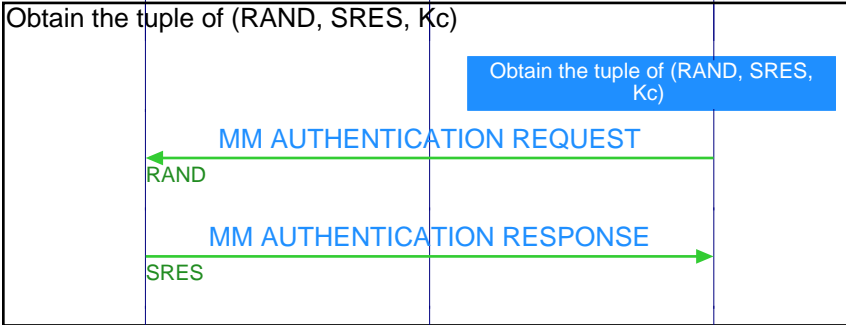 Obtain the tuple of (RAND, SRES, Kc)
Obtain the tuple of (RAND, SRES,
Kc)
MM AUTHENTICATION REQUEST
RAND
MM AUTHENTICATION RESPONSE
SRES